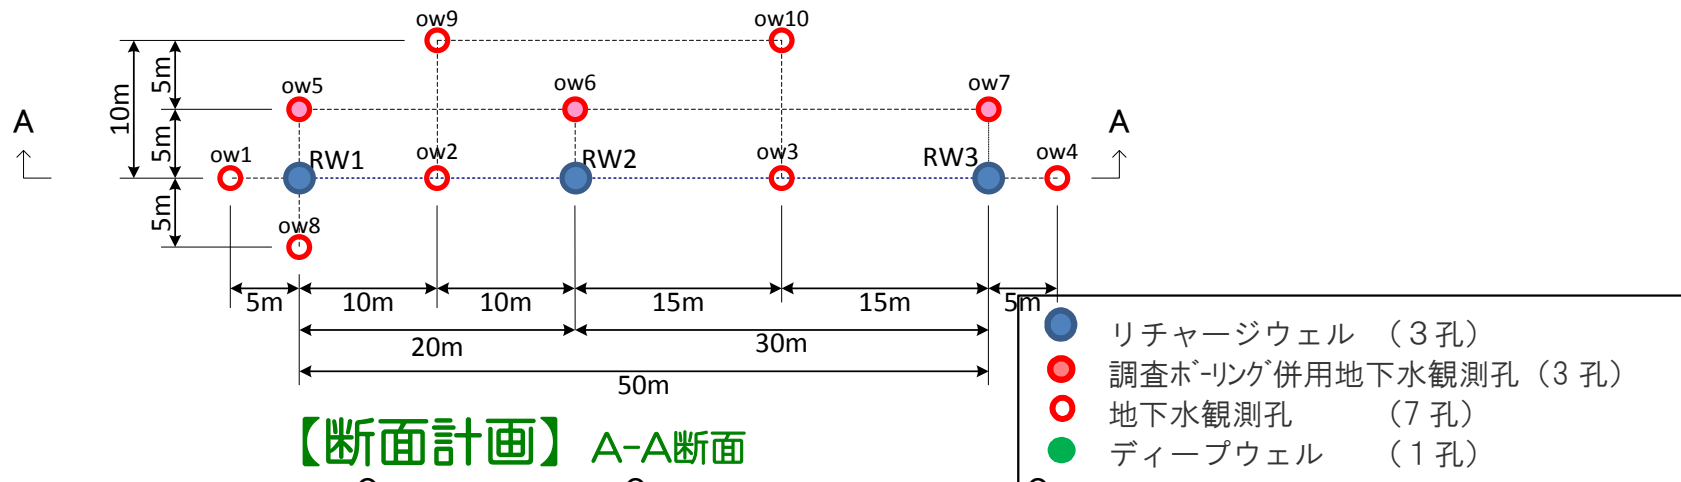 ow9
ow10
5m
10m
ow5
ow6
ow7
A
A
5m
ow1
RW1
ow2
RW2
ow3
RW3
ow4
5m
ow8
5m
10m
10m
15m
15m
5m
20m
30m
50m
リチャージウェル （3孔）
調査ボーリング併用地下水観測孔（3孔）
地下水観測孔 （7孔）
ディープウェル （1孔）
【断面計画】 A-A断面